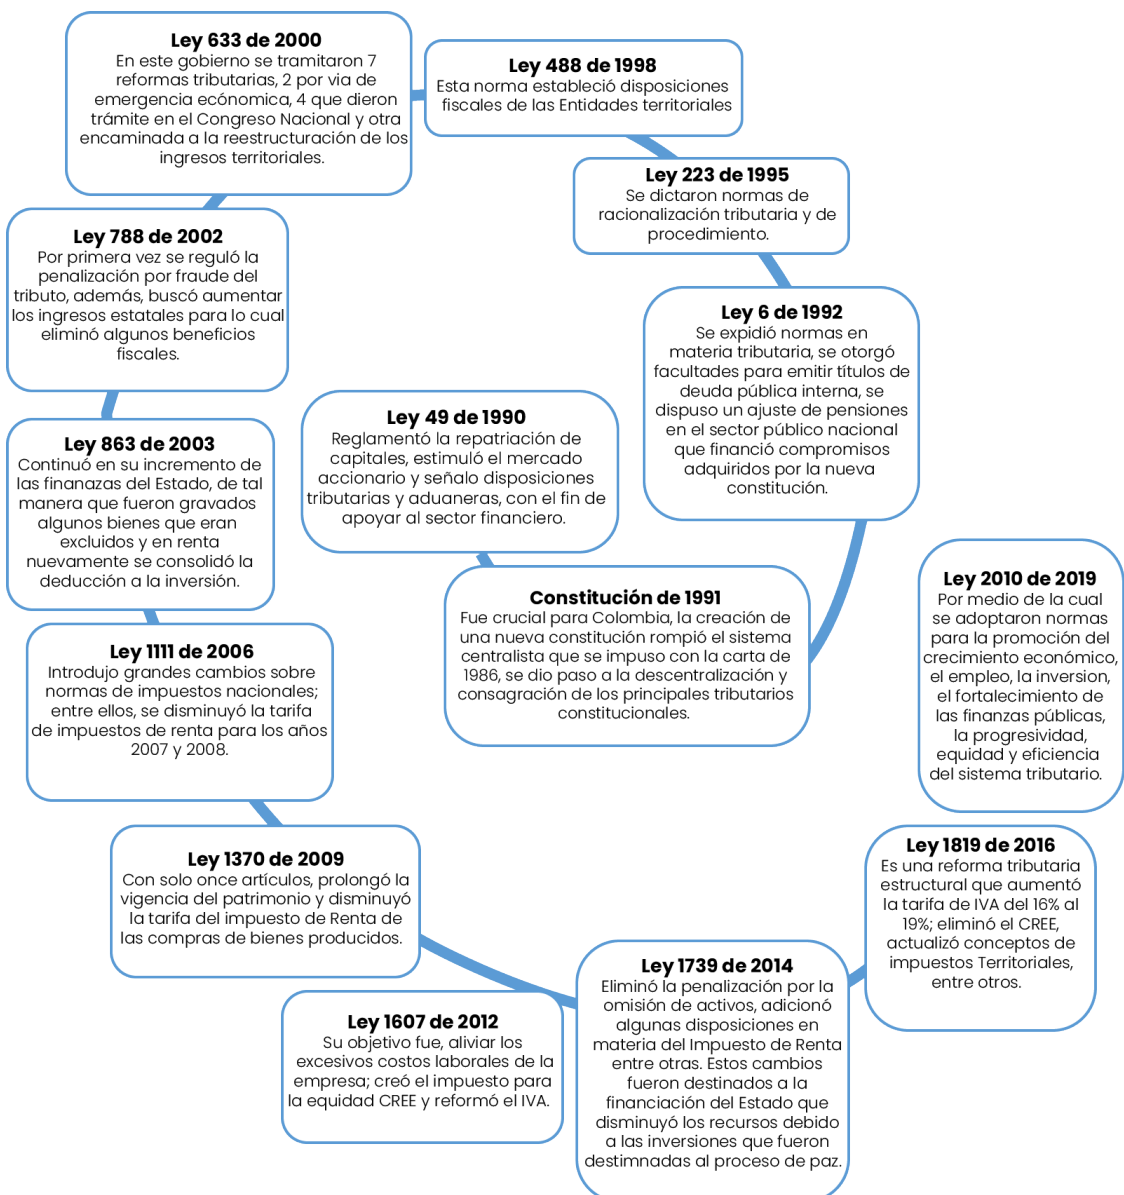 Ley 633 de 2000
En este gobierno se tramitaron 7
reformas tributarias, 2 por via de
emergencia ecónomica, 4 que dieron
trámite en el Congreso Nacional y otra
encaminada a la reestructuración de los
ingresos territoriales.
Ley 488 de 1998
Esta norma estableció disposiciones
fiscales de las Entidades territoriales
Ley 223 de 1995
Se dictaron normas de
racionalización tributaria y de
procedimiento.
Ley 788 de 2002
Por primera vez se reguló la
penalización por fraude del
tributo, además, buscó aumentar
los ingresos estatales para lo cual
eliminó algunos beneficios
fiscales.
Ley 6 de 1992
Se expidió normas en
materia tributaria, se otorgó
facultades para emitir títulos de
deuda pública interna, se
dispuso un ajuste de pensiones
en el sector público nacional
que financió compromisos
adquiridos por la nueva
constitución.
Ley 49 de 1990
Reglamentó la repatriación de
capitales, estimuló el mercado
accionario y señalo disposiciones
tributarias y aduaneras, con el fin de
apoyar al sector financiero.
Ley 863 de 2003
Continuó en su incremento de
las finanazas del Estado, de tal
manera que fueron gravados
algunos bienes que eran
excluidos y en renta
nuevamente se consolidó la
deducción a la inversión.
Constitución de 1991
Fue crucial para Colombia, la creación de
una nueva constitución rompió el sistema
centralista que se impuso con la carta de
1986, se dio paso a la descentralización y
consagración de los principales tributarios
constitucionales.
Ley 2010 de 2019
Por medio de la cual
se adoptaron normas
para la promoción del
crecimiento económico,
el empleo, la inversion,
el fortalecimiento de
las finanzas públicas,
la progresividad,
equidad y eficiencia
del sistema tributario.
Ley 1111 de 2006
Introdujo grandes cambios sobre
normas de impuestos nacionales;
entre ellos, se disminuyó la tarifa
de impuestos de renta para los años
2007 y 2008.
Ley 1370 de 2009
Con solo once artículos, prolongó la
vigencia del patrimonio y disminuyó
la tarifa del impuesto de Renta de
las compras de bienes producidos.
Ley 1819 de 2016
Es una reforma tributaria
estructural que aumentó
la tarifa de IVA del 16% al
19%; eliminó el CREE,
actualizó conceptos de
impuestos Territoriales,
entre otros.
Ley 1607 de 2012
Su objetivo fue, aliviar los
excesivos costos laborales de la
empresa; creó el impuesto para
la equidad CREE y reformó el IVA.
Ley 1739 de 2014
Eliminó la penalización por la
omisión de activos, adicionó
algunas disposiciones en
materia del Impuesto de Renta
entre otras. Estos cambios
fueron destinados a la
financiación del Estado que
disminuyó los recursos debido
a las inversiones que fueron
destimnadas al proceso de paz.